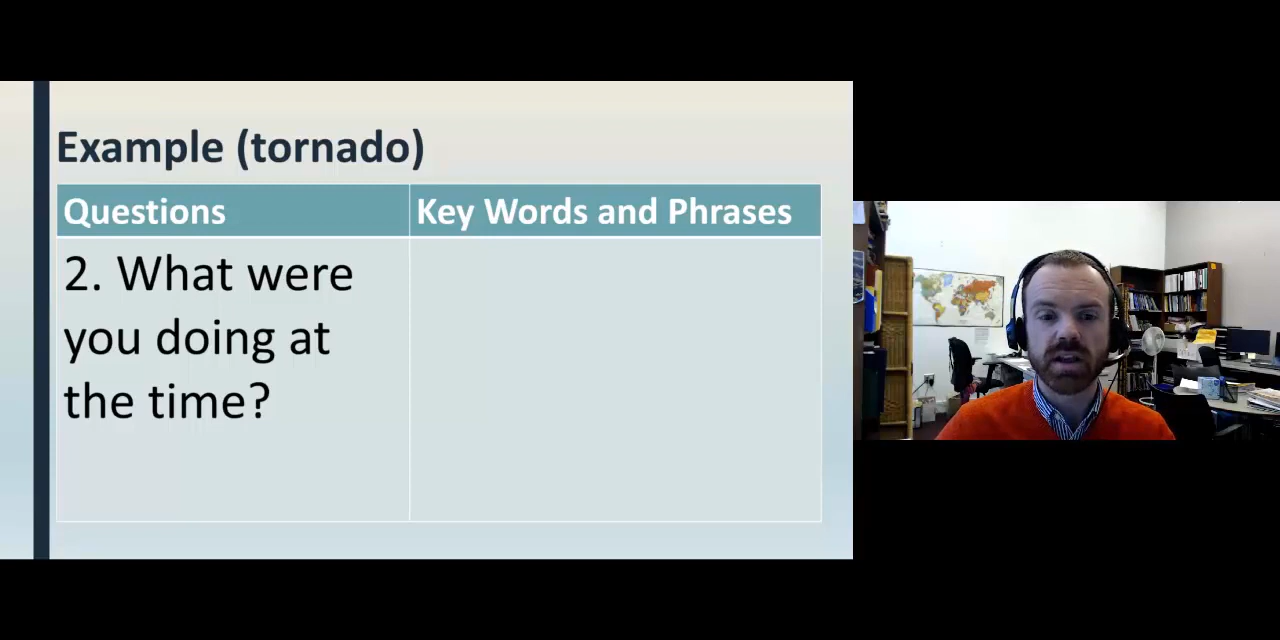 Example (tornado)
Questions
Key Words and Phrases
2. What were
you doing at
the time?